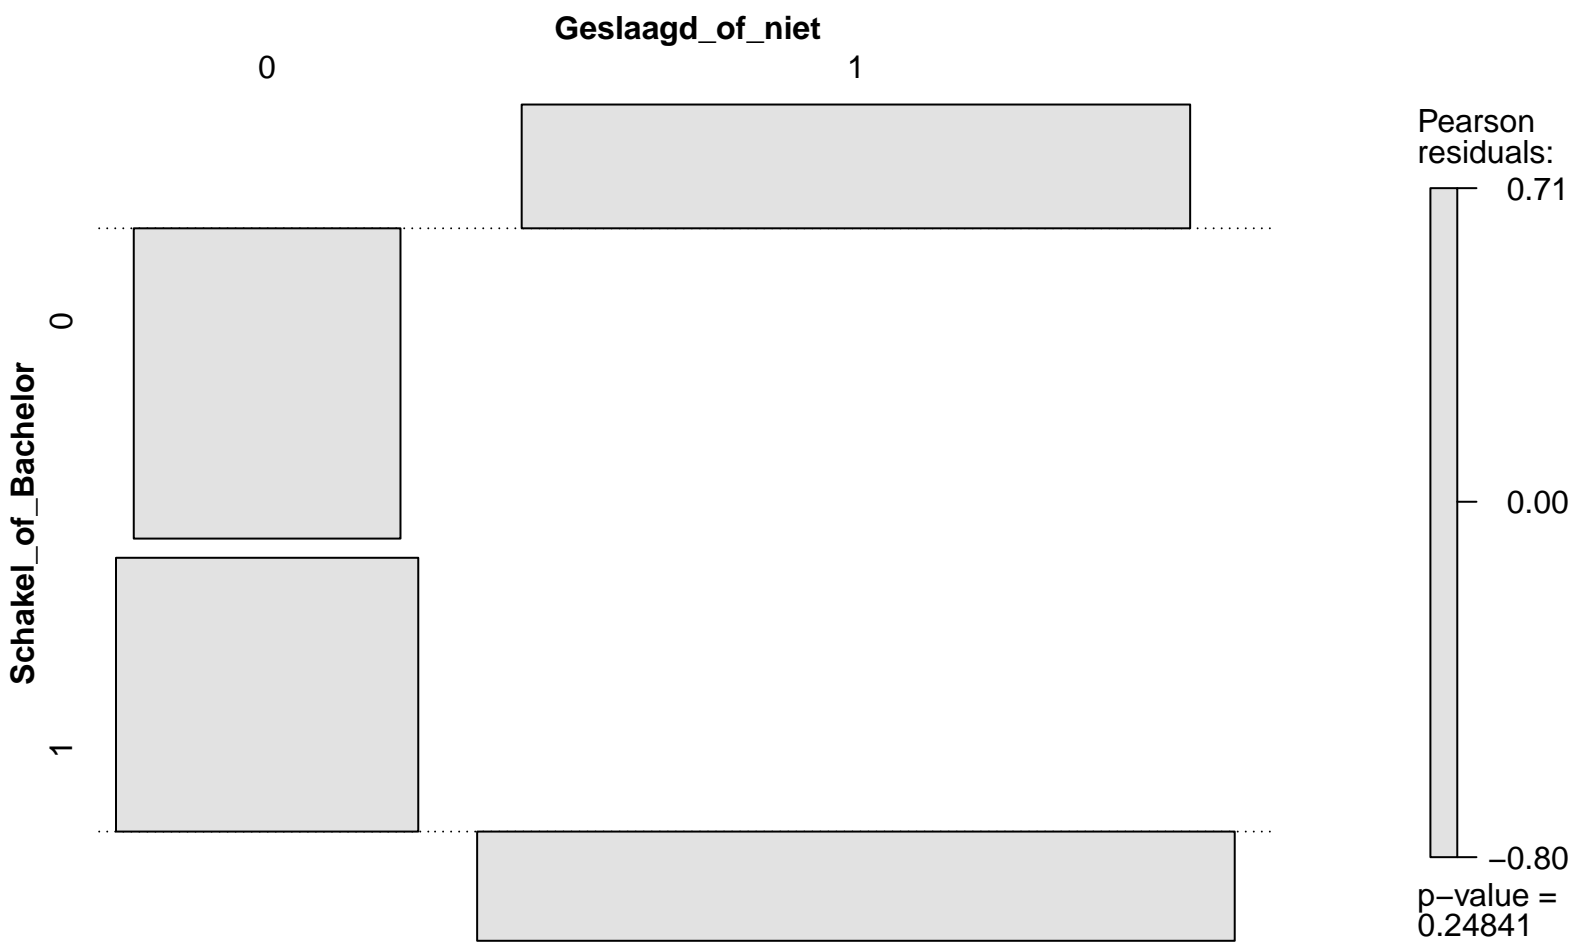 Geslaagd_of_niet
0 1
Schakel_of_Bachelor
0
1
Pearson
residuals:
0.71
0.00
−0.80
p−value =
0.24841